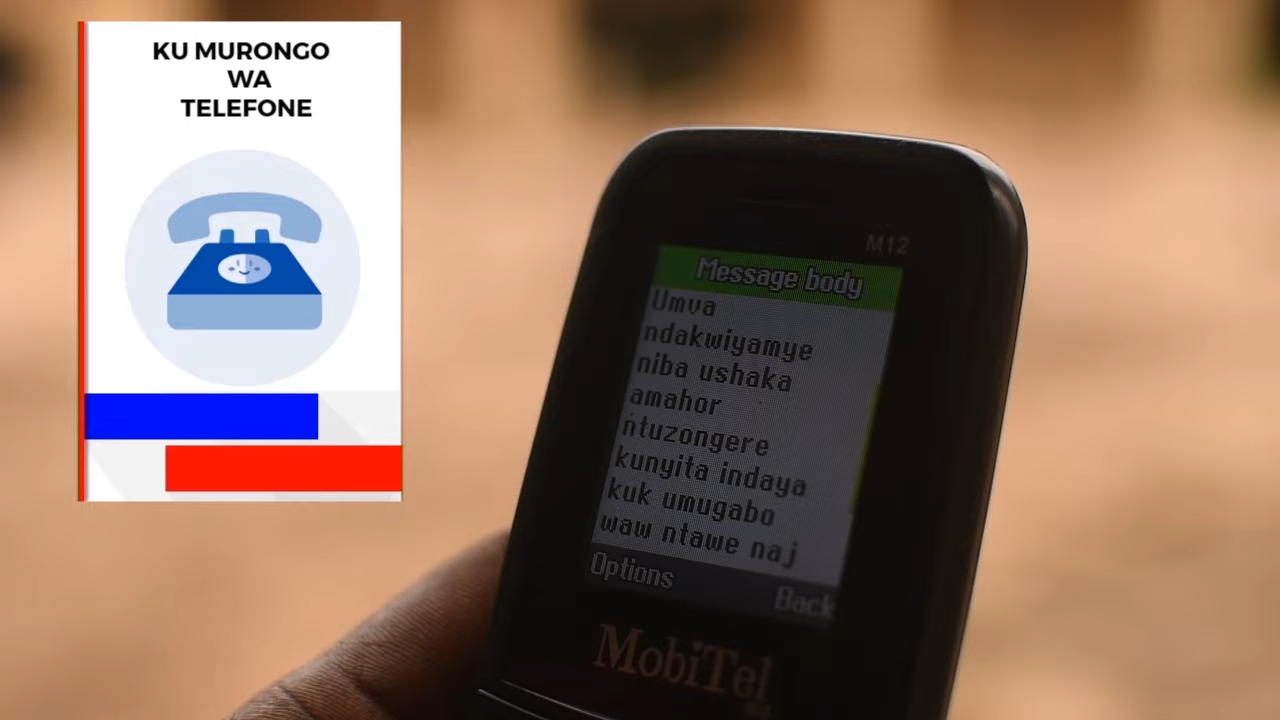 KU MURONGO
WA
TELEFONE
M12
Message body
Umva
ndakwiyamye
niba ushaka
amahor
ntuzongere
kunyita indaya
kuk umugabo
waw ntawe naj
Options
Back
MobiTel